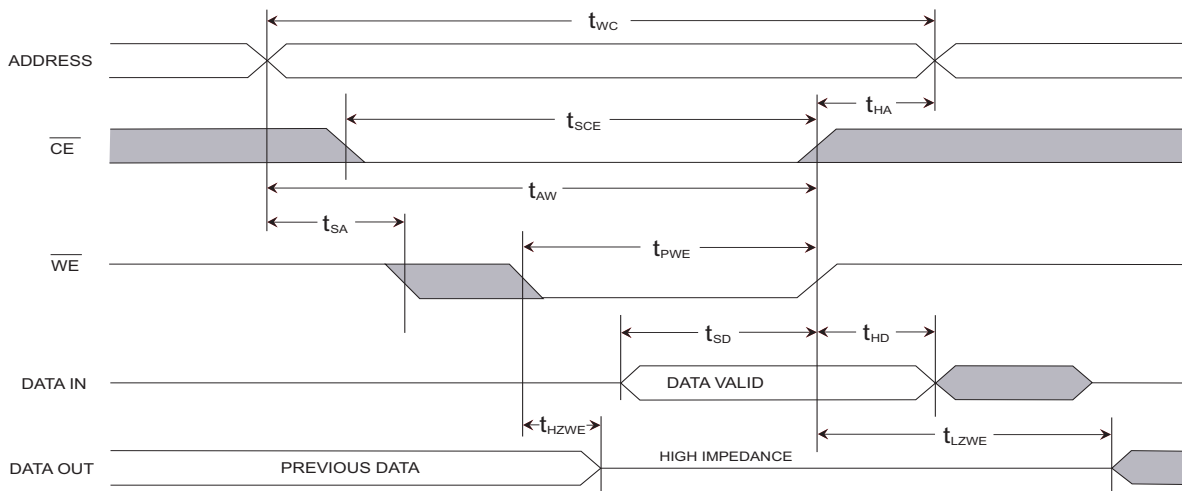 tWC
ADDRESS
tHA
tSCE
CE
tAW
tSA
tPWE
WE
tSD
tHD
DATA IN
DATA VALID
tHZWE
tLZWE
DATA OUT
PREVIOUS DATA
HIGH IMPEDANCE